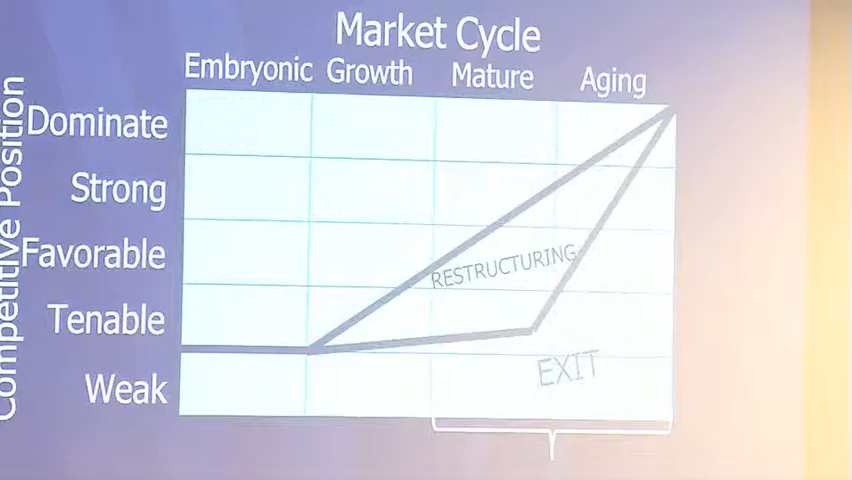 Market Cycle
Embryonic Growth Mature Aging
Competitive Position
Dominate
Strong
Favorable
Tenable
Weak
RESTRUCTURING
EXIT